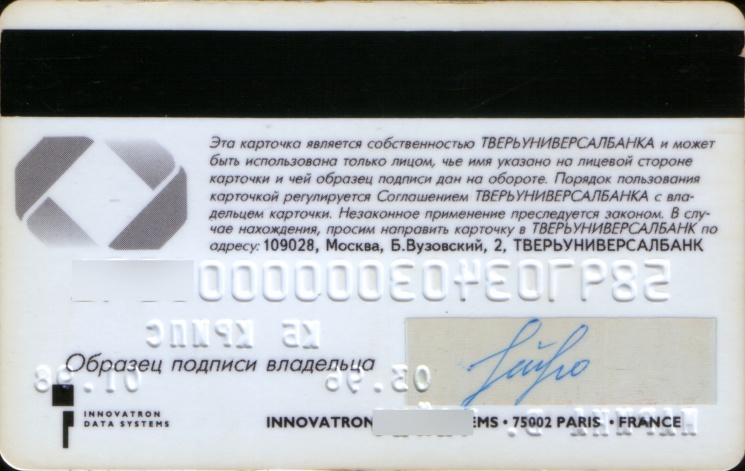 Эта карточка является собственностью ТВЕРЬУНИВЕРСАЛБАНКА и может
быть использована только лицом, чье имя указано на лицевой стороне
карточки и чей образец подписи дан на обороте. Порядок пользования
карточкой регулируется Соглашением ТВЕРЬУНИВЕРСАЛБАНКА с вла-
дельцем карточки. Незаконное применение преследуется законом. В слу-
чае нахождения, просим направить карточку в ТВЕРЬУНИВЕРСАЛБАНК по
адресу: 109028, Москва, Б.Вузовский, 2, ТВЕРЬУНИВЕРСАЛБАНК
КБ КРИПС
Образец подписи владельца
INNOVATRON
DATA SYSTEMS
INNOVATRON EMS • 75002 PARIS • FRANCE